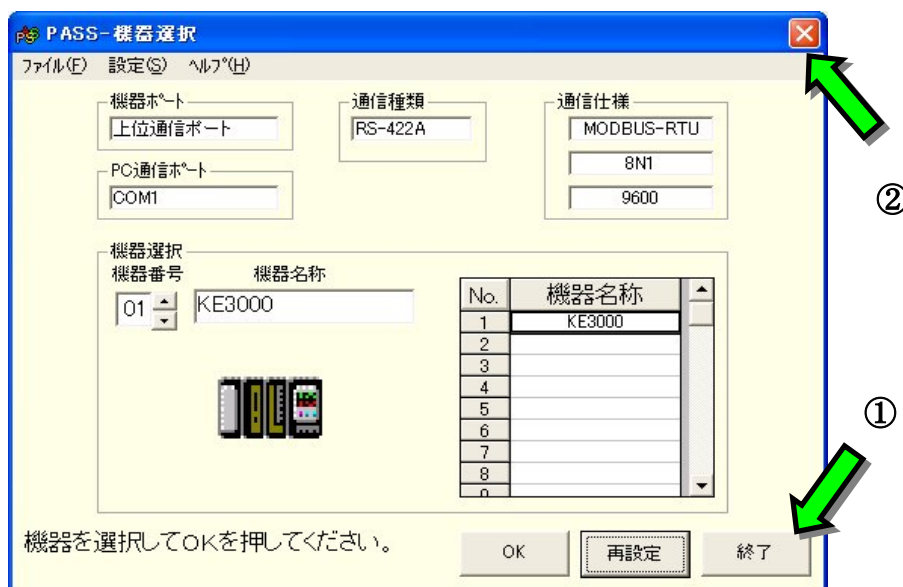 PASS-機器選択
ファイル(F) 設定(S) ヘルプ(H)
機器ポート
上位通信ポート
通信種類
RS-422A
通信仕様
MODBUS-RTU
8N1
9600
PC通信ポート
COM1
②
機器選択
機器番号 機器名称
01 KE3000
No. 機器名称
1 KE3000
2
3
4
5
6
7
8
9
①
機器を選択してOKを押してください。
OK 再設定 終了